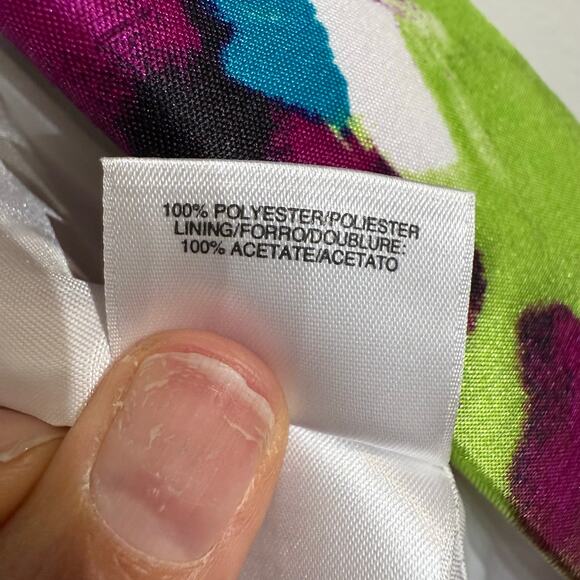 100% POLYESTER/POLIESTER
LINING/FORRO/DOUBLURE:
100% ACETATE/ACETATO